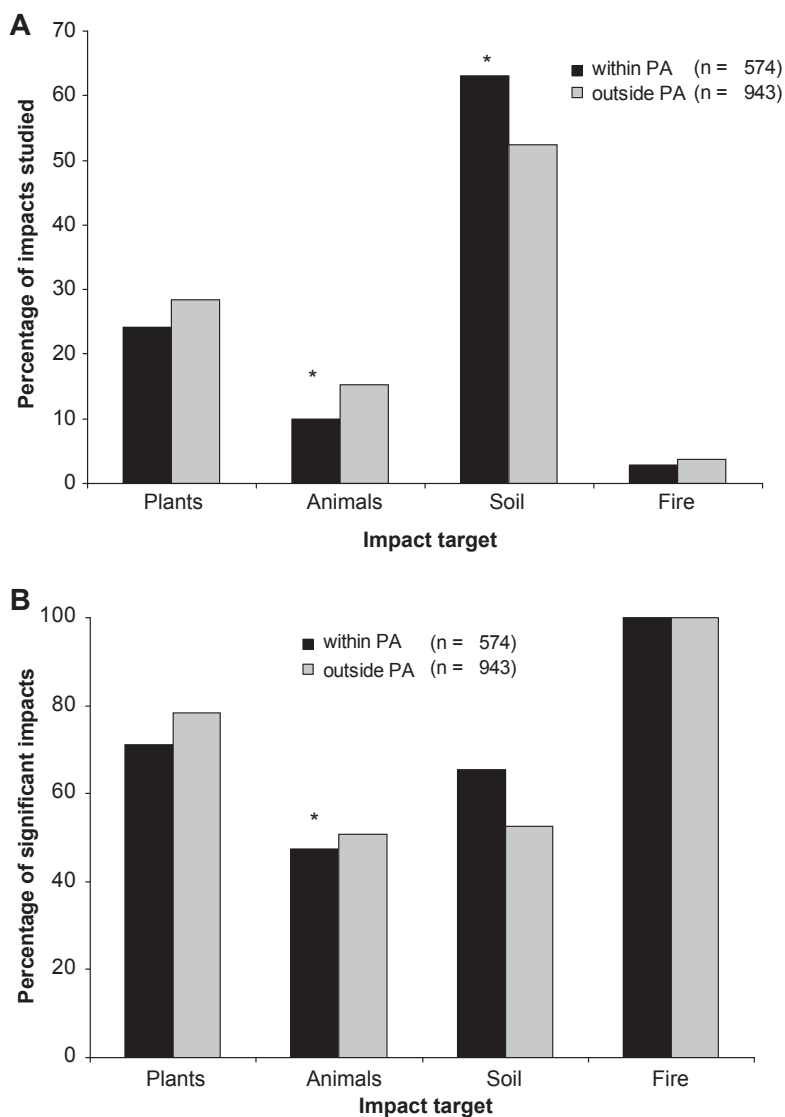 A
Percentage of impacts studied
70
60
50
40
30
20
10
0
*
*
within PA (n = 574)
outside PA (n = 943)
Plants Animals Soil Fire
Impact target
B
Percentage of significant impacts
100
80
60
40
20
0
within PA (n = 574)
outside PA (n = 943)
*
Plants Animals Soil Fire
Impact target